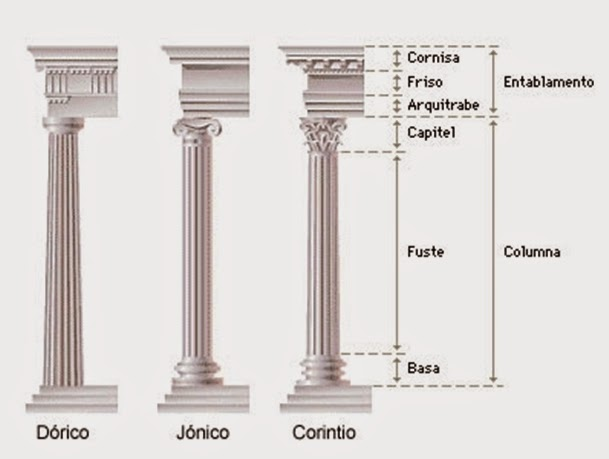 Cornisa
Friso
Entablamento
Arquitrabe
Capitel
Fuste
Columna
Basa
Dórico
Jónico
Corintio